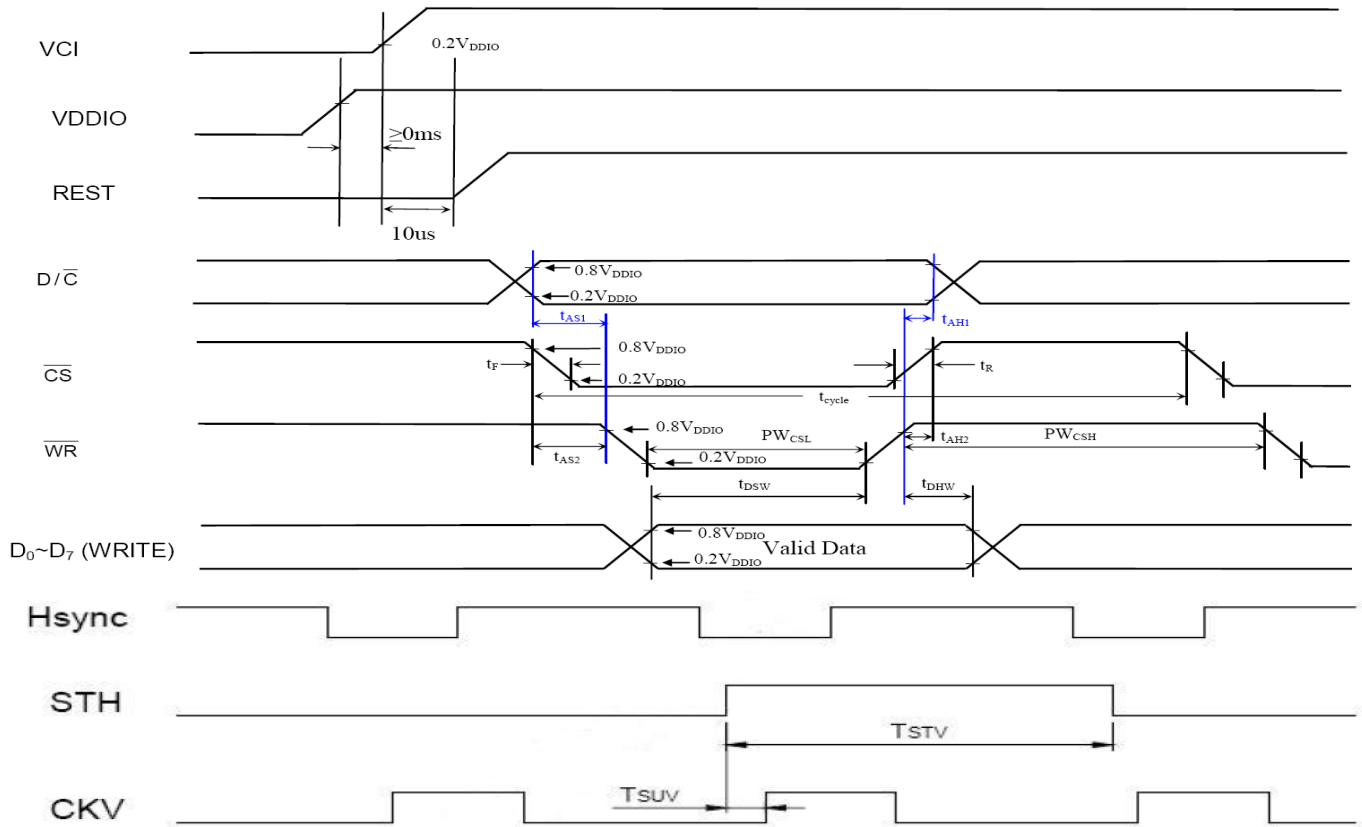 VCI
0.2VDDIO
VDDIO
≥0ms
REST
10us
D/C̅
0.8VDDIO
0.2VDDIO
tAS1
tAH1
C̅S̅
tF
0.8VDDIO
0.2VDDIO
tR
tcycle
W̅R̅
0.8VDDIO
PWCSL
tAH2
PWCSH
tAS2
0.2VDDIO
tDSW
tDHW
D0~D7 (WRITE)
0.8VDDIO
Valid Data
0.2VDDIO
Hsync
STH
TSTV
TSUV
CKV